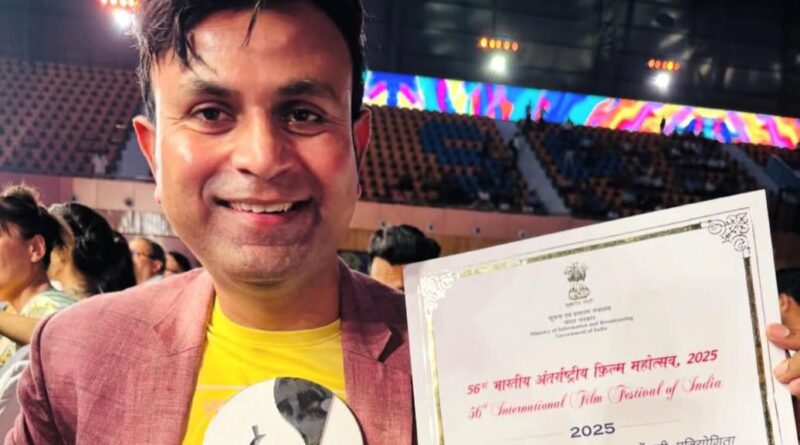 सूचना एवं प्रसारण मंत्रालय
भारत सरकार
Ministry of Information and Broadcasting
Government of India
56वां भारतीय अंतर्राष्ट्रीय फ़िल्म महोत्सव, 2025
56th International Film Festival of India
2025